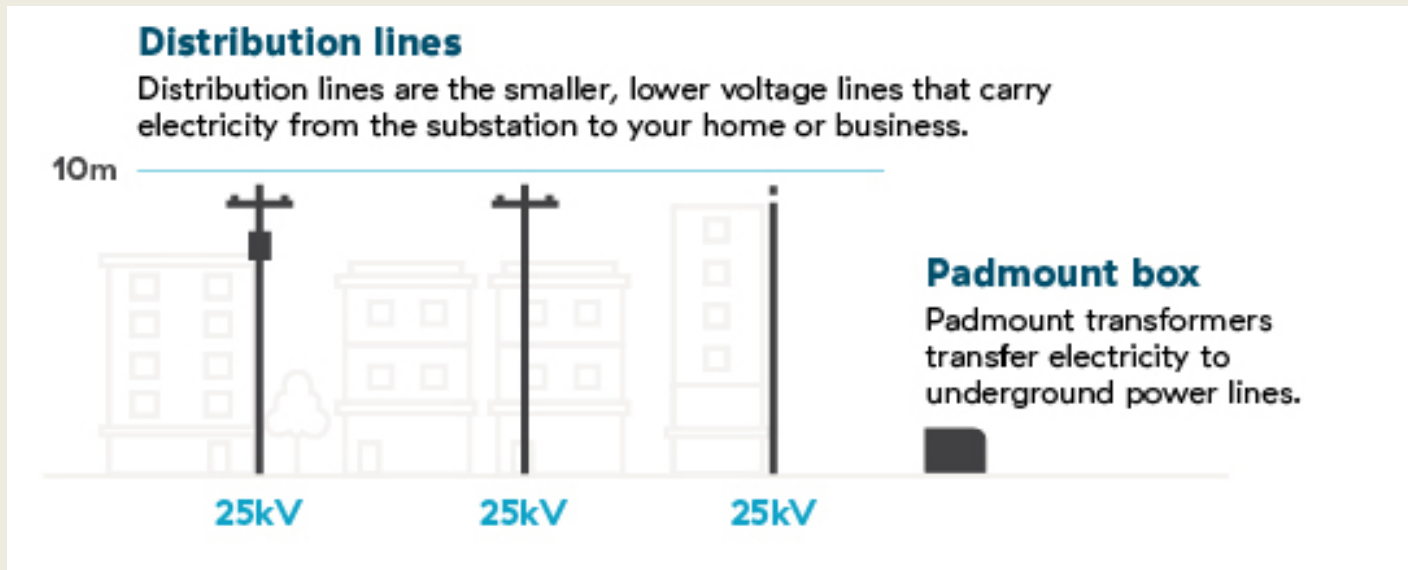 Distribution lines
Distribution lines are the smaller, lower voltage lines that carry
electricity from the substation to your home or business.
10m
Padmount box
Padmount transformers
transfer electricity to
underground power lines.
25kV
25kV
25kV